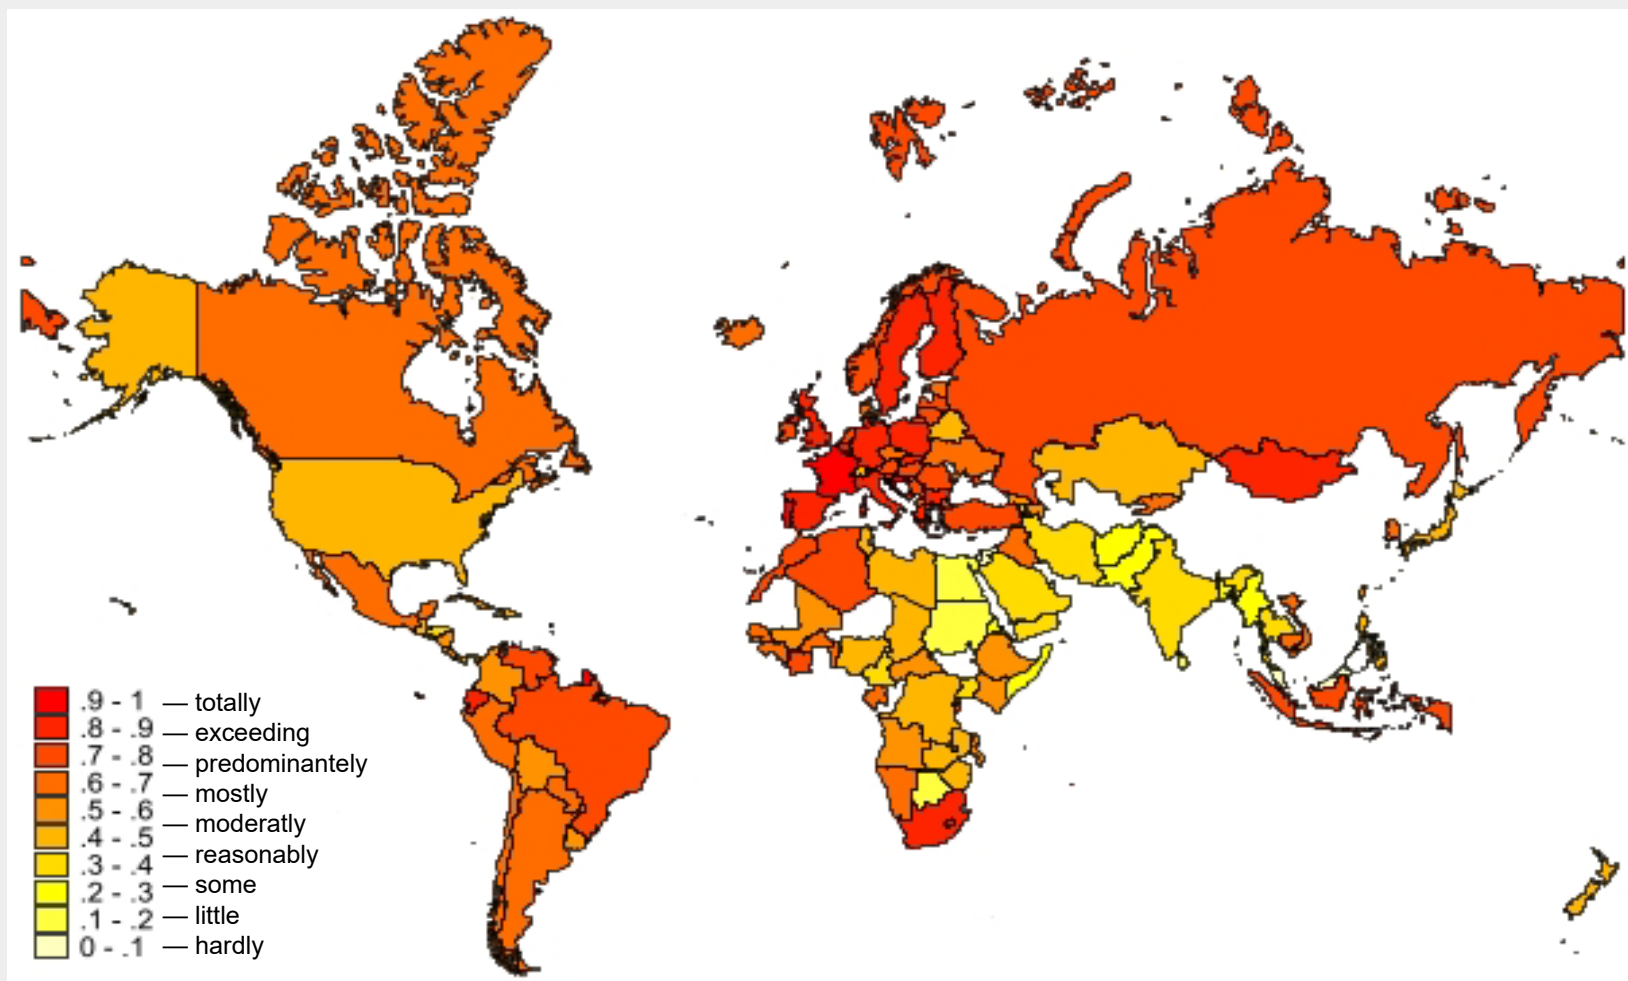 .9 - 1 — totally
.8 - .9 — exceeding
.7 - .8 — predominantely
.6 - .7 — mostly
.5 - .6 — moderatly
.4 - .5 — reasonably
.3 - .4 — some
.2 - .3 — little
.1 - .2 — hardly
0 - .1